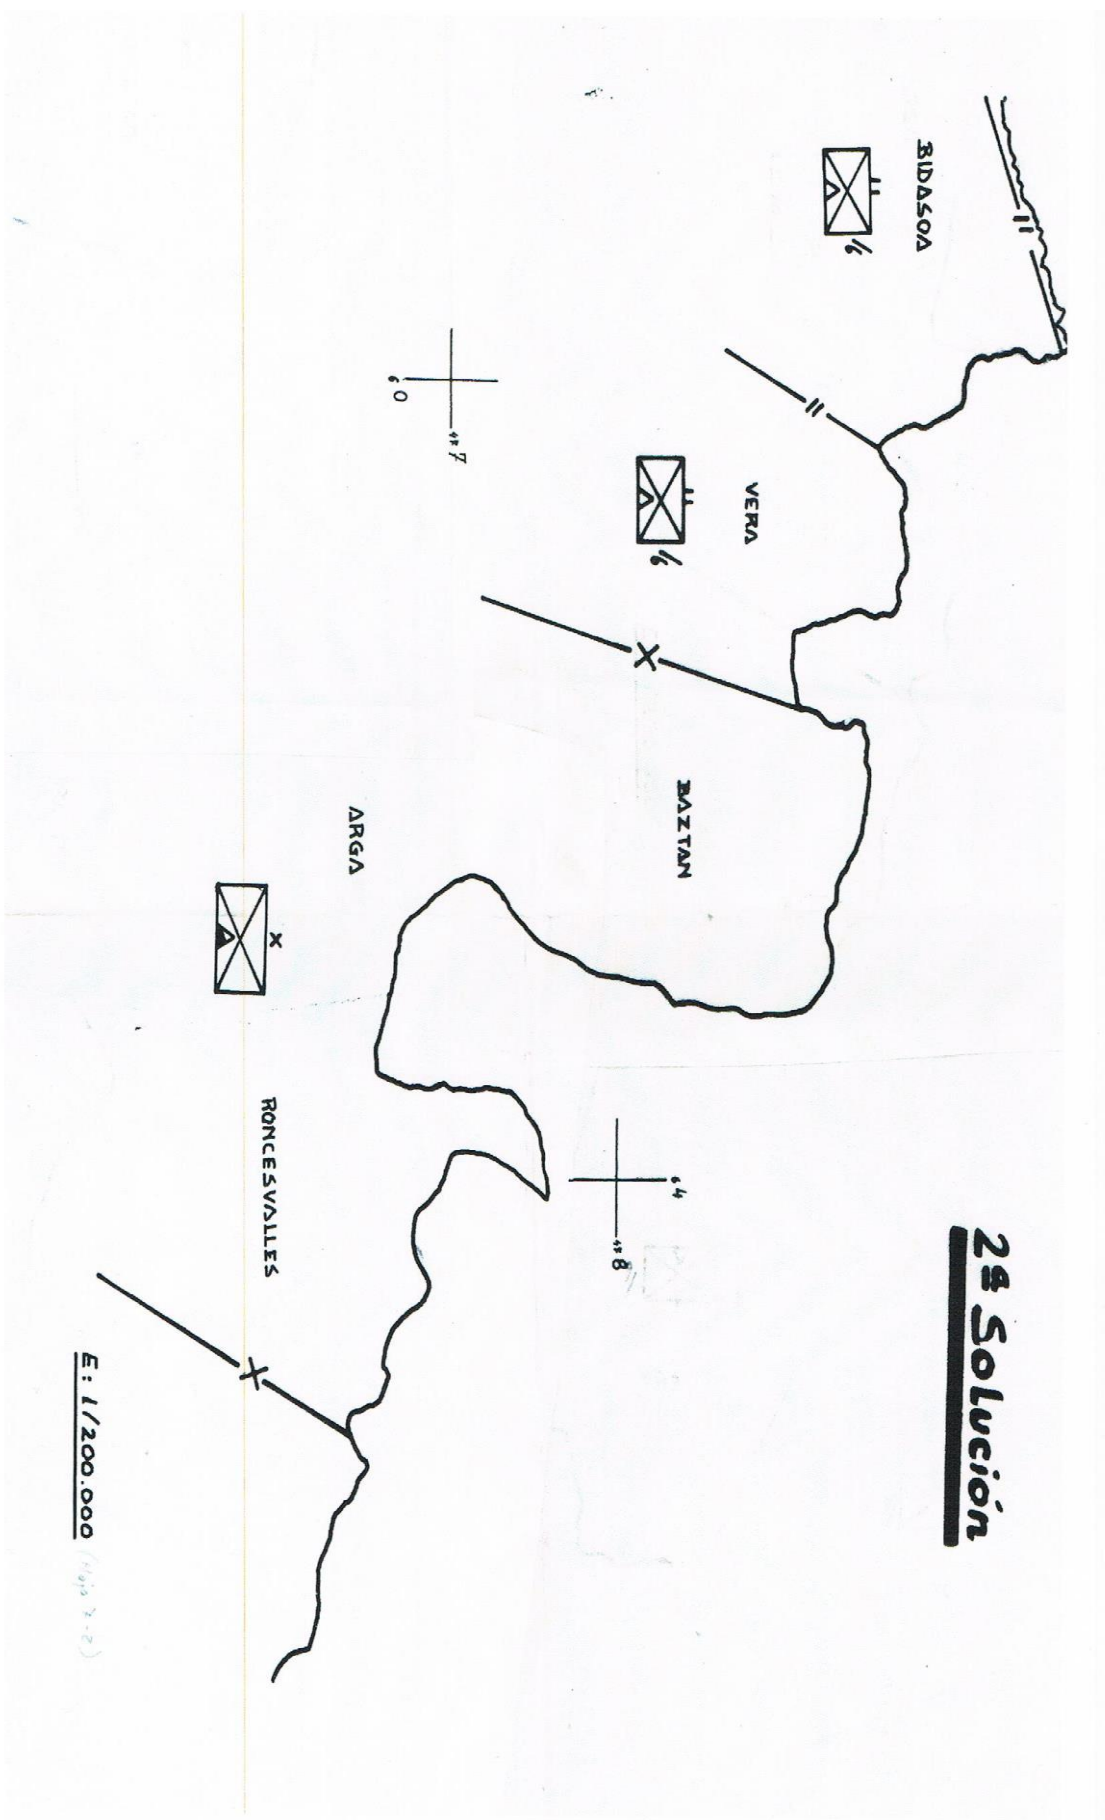 2ª Solución
BIDASOA
VERA
BAZTAN
ARGA
RONCESVALLES
E: 1/200.000